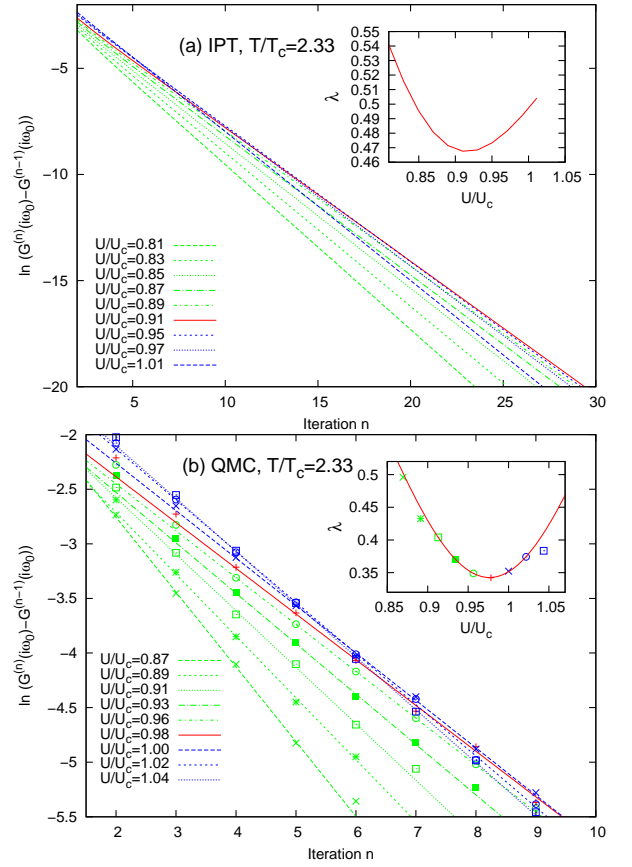 (a) IPT, T/T_c=2.33
ln (G^(n)(iω_0)−G^(n−1)(iω_0))
−5
−10
−15
−20
U/U_c=0.81
U/U_c=0.83
U/U_c=0.85
U/U_c=0.87
U/U_c=0.89
U/U_c=0.91
U/U_c=0.95
U/U_c=0.97
U/U_c=1.01
5 10 15 20 25 30
Iteration n
λ
0.54
0.53
0.52
0.51
0.5
0.49
0.48
0.47
0.46
0.85 0.9 0.95 1 1.05
U/U_c
(b) QMC, T/T_c=2.33
ln (G^(n)(iω_0)−G^(n−1)(iω_0))
−2
−2.5
−3
−3.5
−4
−4.5
−5
−5.5
U/U_c=0.87
U/U_c=0.89
U/U_c=0.91
U/U_c=0.93
U/U_c=0.96
U/U_c=0.98
U/U_c=1.00
U/U_c=1.02
U/U_c=1.04
2 3 4 5 6 7 8 9 10
Iteration n
λ
0.5
0.45
0.4
0.35
0.85 0.9 0.95 1 1.05
U/U_c